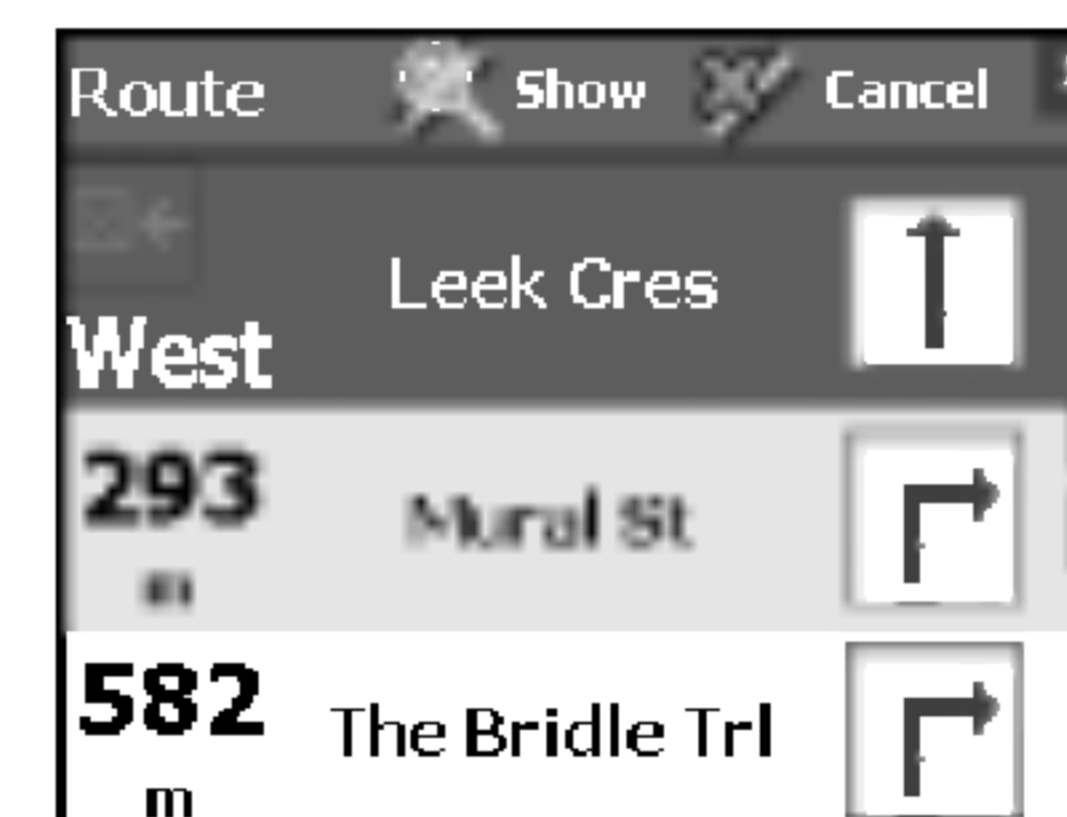 Route Show Cancel
Leek Cres
West
293
m
Mural St
582
m
The Bridle Trl